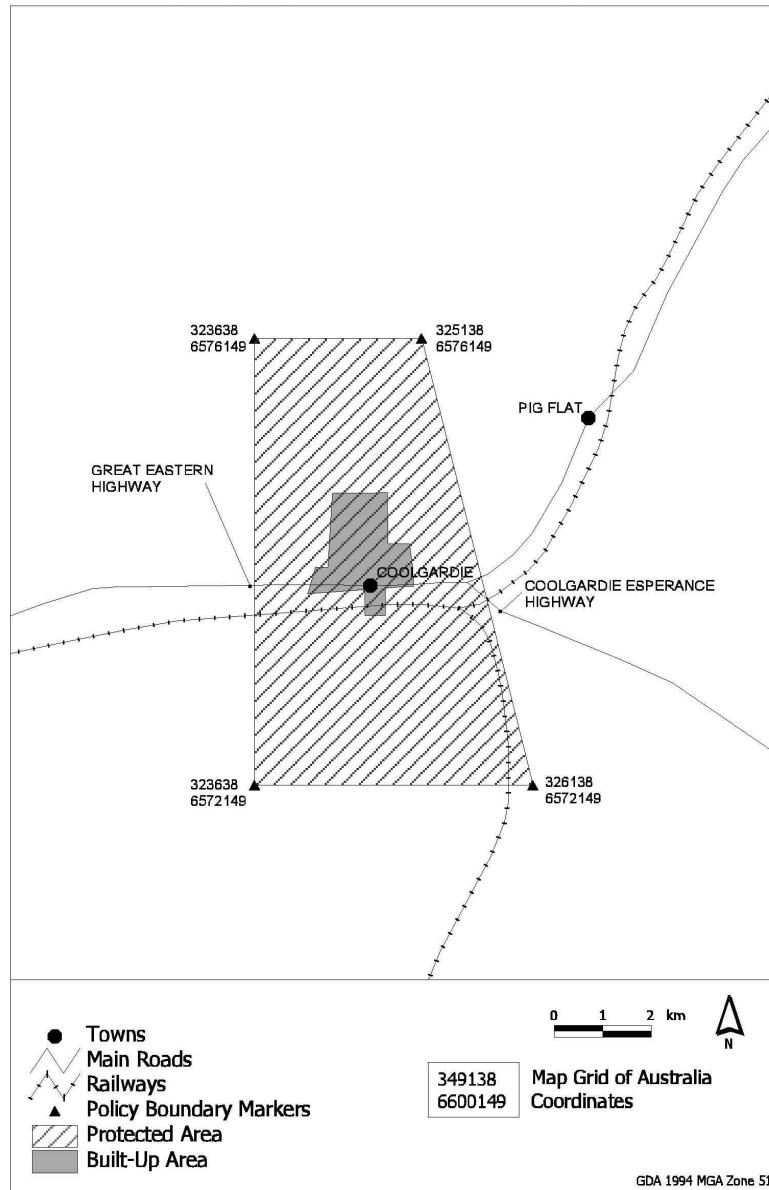 323638
6576149
325138
6576149
PIG FLAT
GREAT EASTERN
HIGHWAY
COOLGARDIE
COOLGARDIE ESPERANCE
HIGHWAY
323638
6572149
326138
6572149
0 1 2 km
N
Towns
Main Roads
Railways
Policy Boundary Markers
Protected Area
Built-Up Area
349138
6600149
Map Grid of Australia
Coordinates
GDA 1994 MGA Zone 51